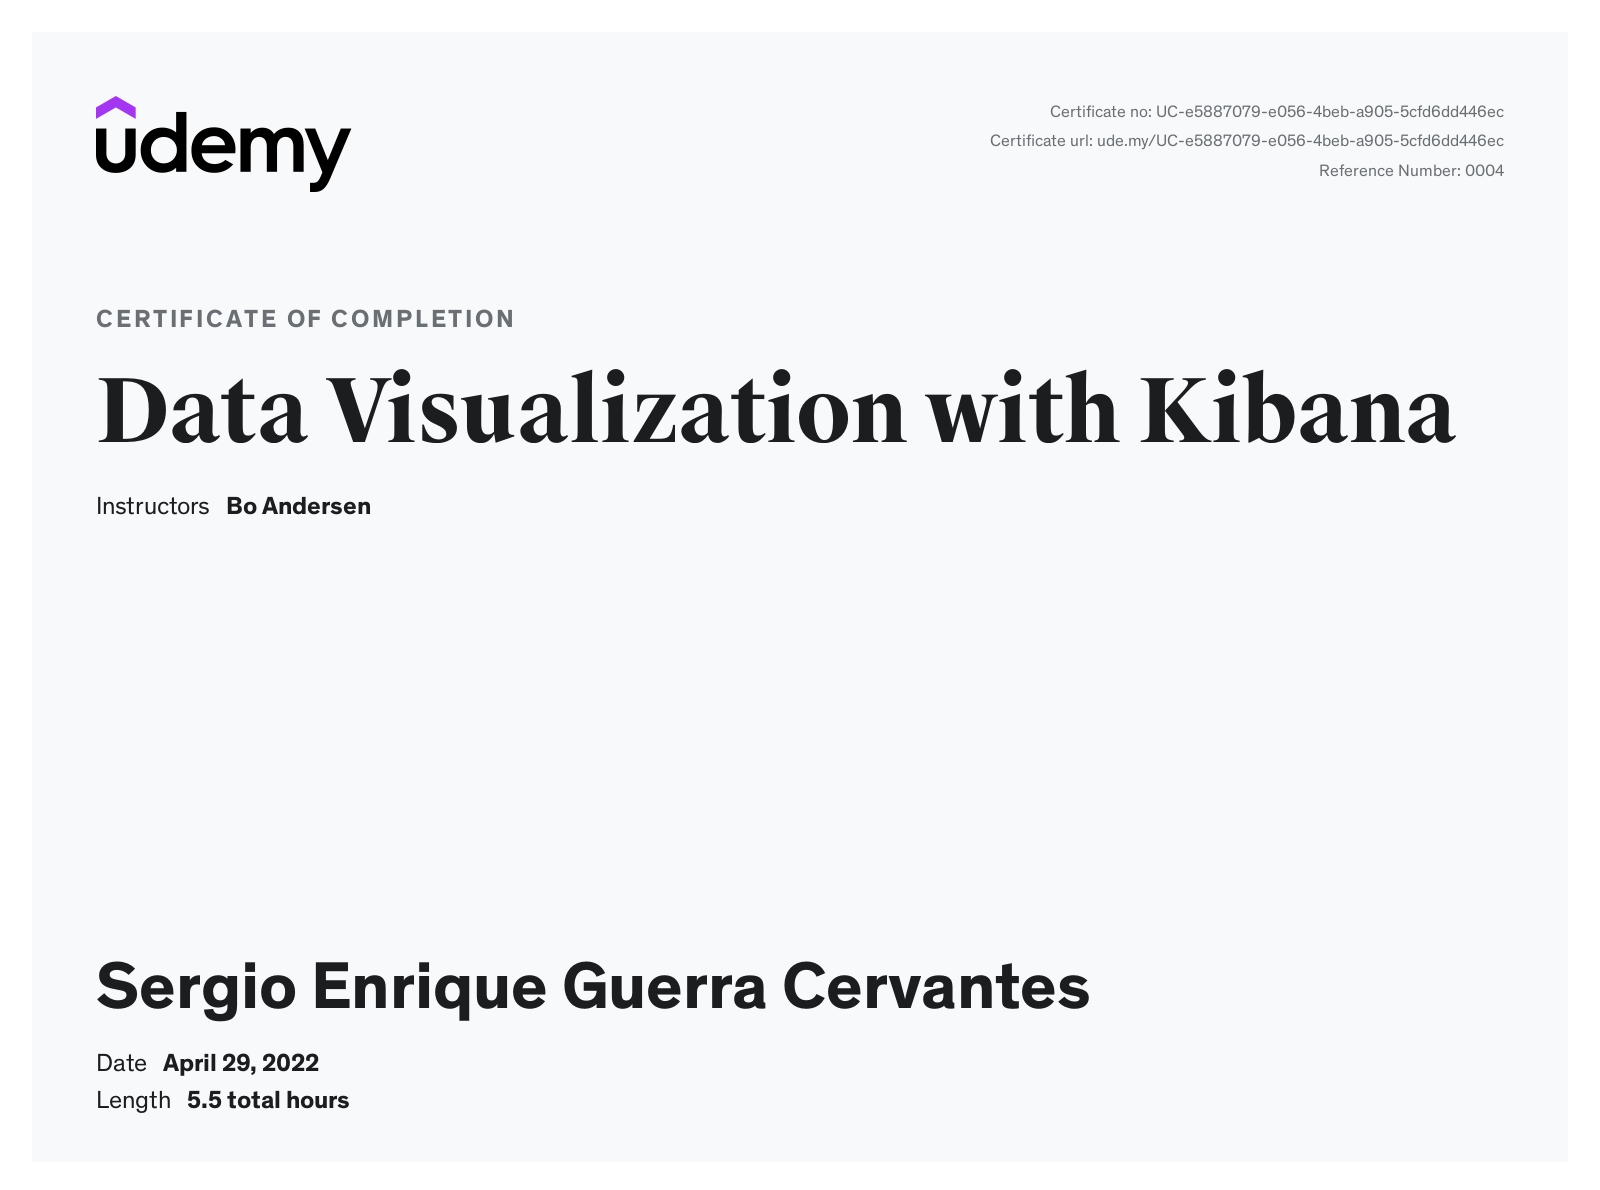 udemy
Certificate no: UC-e5887079-e056-4beb-a905-5cfd6dd446ec
Certificate url: ude.my/UC-e5887079-e056-4beb-a905-5cfd6dd446ec
Reference Number: 0004
CERTIFICATE OF COMPLETION
Data Visualization with Kibana
Instructors Bo Andersen
Sergio Enrique Guerra Cervantes
Date April 29, 2022
Length 5.5 total hours